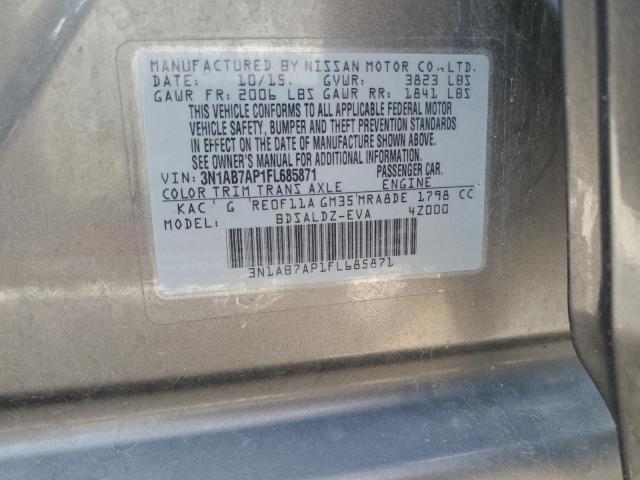 MANUFACTURED BY NISSAN MOTOR CO.,LTD.
DATE: 10/15. GVWR: 3823 LBS
GAWR FR: 2006 LBS GAWR RR: 1841 LBS
THIS VEHICLE CONFORMS TO ALL APPLICABLE FEDERAL MOTOR
VEHICLE SAFETY, BUMPER AND THEFT PREVENTION STANDARDS
IN EFFECT ON THE DATE OF MANUFACTURE SHOWN ABOVE.
SEE OWNER'S MANUAL FOR ADDITIONAL INFORMATION.
VIN: 3N1AB7AP1FL685871 PASSENGER CAR.
COLOR TRIM TRANS AXLE ENGINE
KAC G RE0F11A GM35 MRA8DE 1798 CC
MODEL: BDSALDZ-EVA 4Z000
3N1AB7AP1FL685871